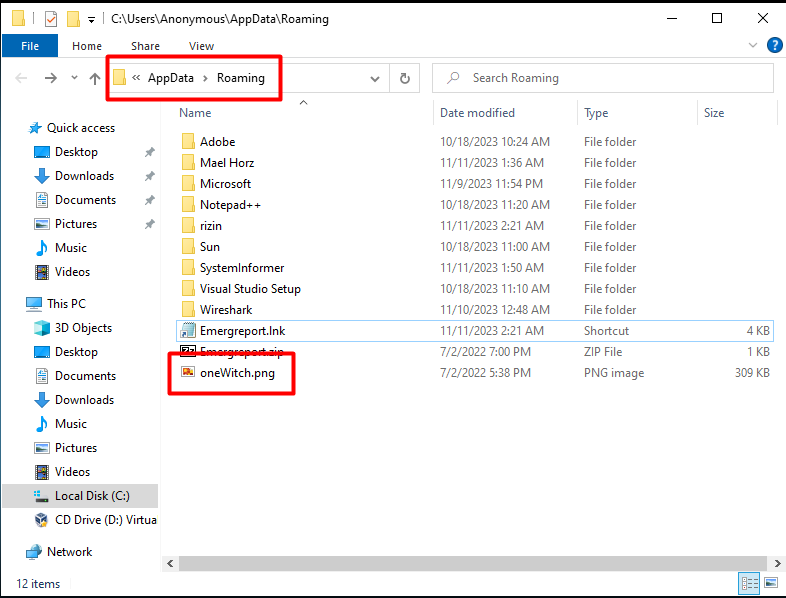 C:\Users\Anonymous\AppData\Roaming
File Home Share View
« AppData › Roaming
Search Roaming
Name Date modified Type Size
Quick access
Desktop
Downloads
Documents
Pictures
Music
Videos
This PC
3D Objects
Desktop
Documents
Downloads
Music
Pictures
Videos
Local Disk (C:)
CD Drive (D:) Virtua
Network
Adobe 10/18/2023 10:24 AM File folder
Mael Horz 11/11/2023 1:36 AM File folder
Microsoft 11/9/2023 11:54 PM File folder
Notepad++ 10/18/2023 11:20 AM File folder
rizin 11/11/2023 2:21 AM File folder
Sun 10/18/2023 11:00 AM File folder
SystemInformer 11/11/2023 1:50 AM File folder
Visual Studio Setup 10/18/2023 11:10 AM File folder
Wireshark 11/10/2023 12:48 AM File folder
Emergreport.lnk 11/11/2023 2:21 AM Shortcut 4 KB
Emergreport.zip 7/2/2022 7:00 PM ZIP File 1 KB
oneWitch.png 7/2/2022 5:38 PM PNG image 309 KB
12 items